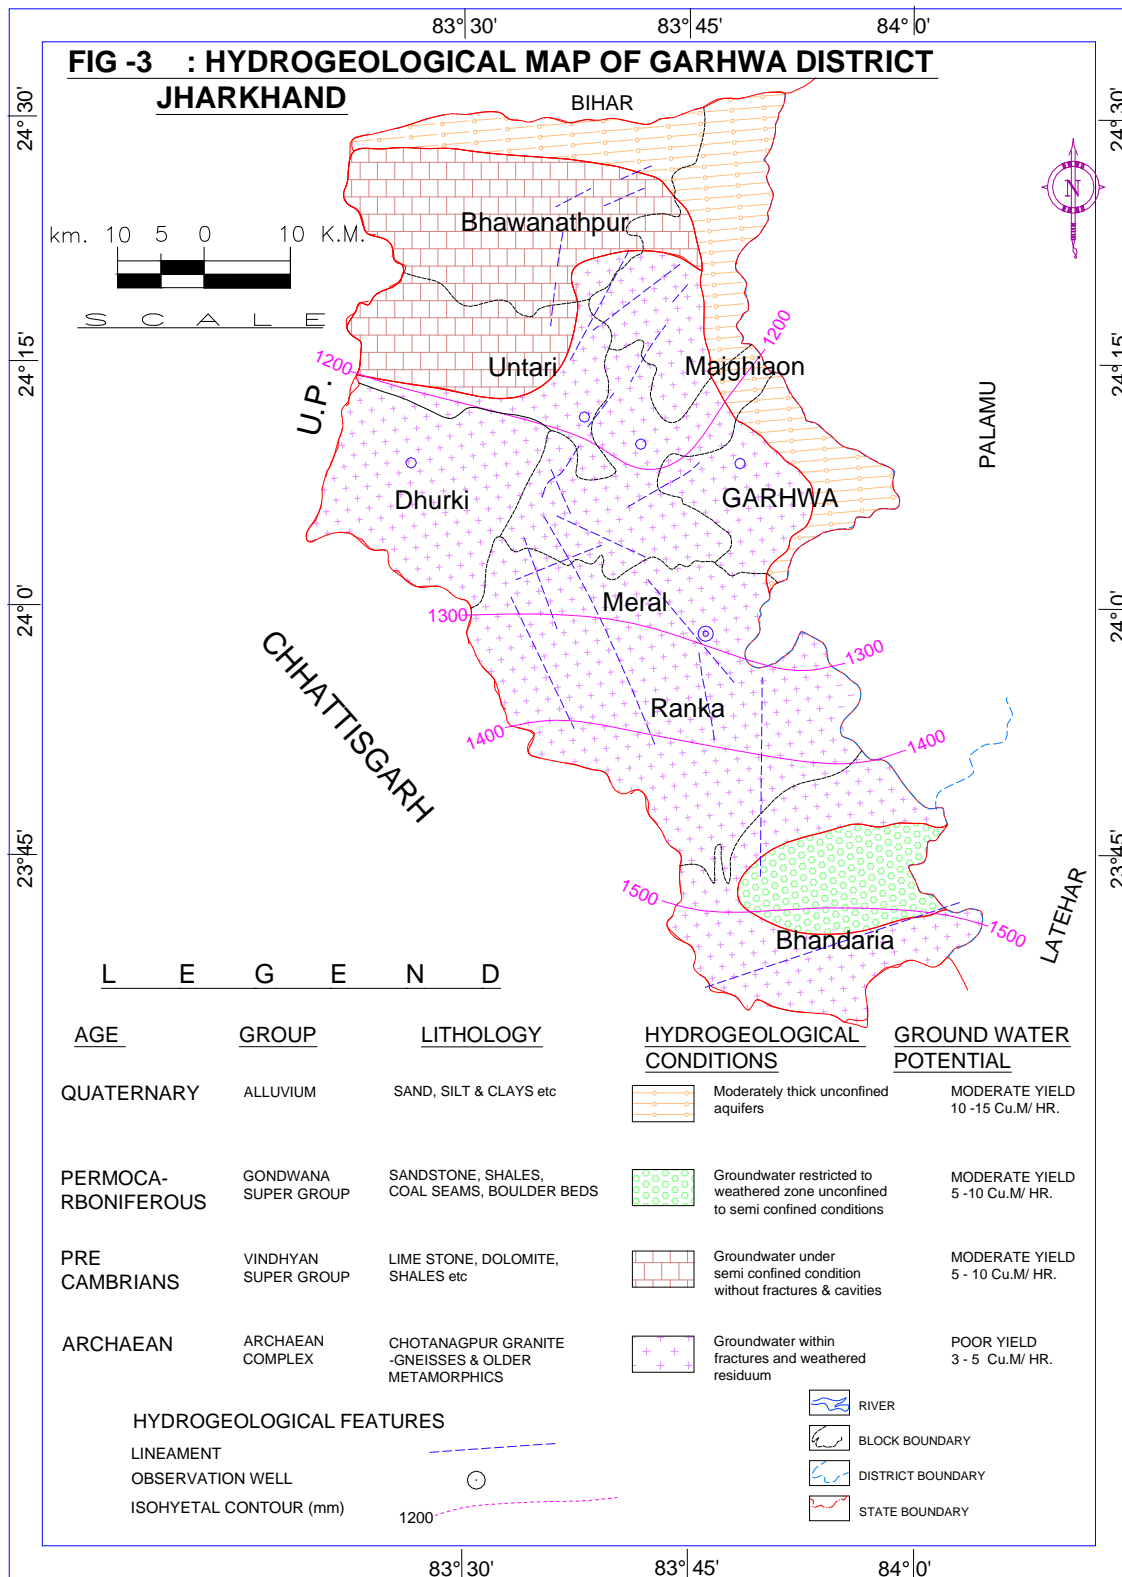 83° 30'
83° 45'
84° 0'
FIG -3 : HYDROGEOLOGICAL MAP OF GARHWA DISTRICT
JHARKHAND
BIHAR
24° 30'
24° 30'
N
Bhawanathpur
km. 10 5 0 10 K.M.
S C A L E
1200
24° 15'
24° 15'
Untari
Majghiaon
1200
U.P.
PALAMU
Dhurki
GARHWA
24° 0'
24° 0'
Meral
1300
1300
CHHATTISGARH
Ranka
1400
1400
23° 45'
23° 45'
1500
1500
Bhandaria
LATEHAR
L E G E N D
AGE
GROUP
LITHOLOGY
HYDROGEOLOGICAL
CONDITIONS
GROUND WATER
POTENTIAL
QUATERNARY
ALLUVIUM
SAND, SILT & CLAYS etc
Moderately thick unconfined
aquifers
MODERATE YIELD
10 -15 Cu.M/ HR.
PERMOCA-
RBONIFEROUS
GONDWANA
SUPER GROUP
SANDSTONE, SHALES,
COAL SEAMS, BOULDER BEDS
Groundwater restricted to
weathered zone unconfined
to semi confined conditions
MODERATE YIELD
5 -10 Cu.M/ HR.
PRE
CAMBRIANS
VINDHYAN
SUPER GROUP
LIME STONE, DOLOMITE,
SHALES etc
Groundwater under
semi confined condition
without fractures & cavities
MODERATE YIELD
5 - 10 Cu.M/ HR.
ARCHAEAN
ARCHAEAN
COMPLEX
CHOTANAGPUR GRANITE
-GNEISSES & OLDER
METAMORPHICS
Groundwater within
fractures and weathered
residuum
POOR YIELD
3 - 5 Cu.M/ HR.
HYDROGEOLOGICAL FEATURES
LINEAMENT
OBSERVATION WELL
ISOHYETAL CONTOUR (mm)
1200
RIVER
BLOCK BOUNDARY
DISTRICT BOUNDARY
STATE BOUNDARY
83° 30'
83° 45'
84° 0'